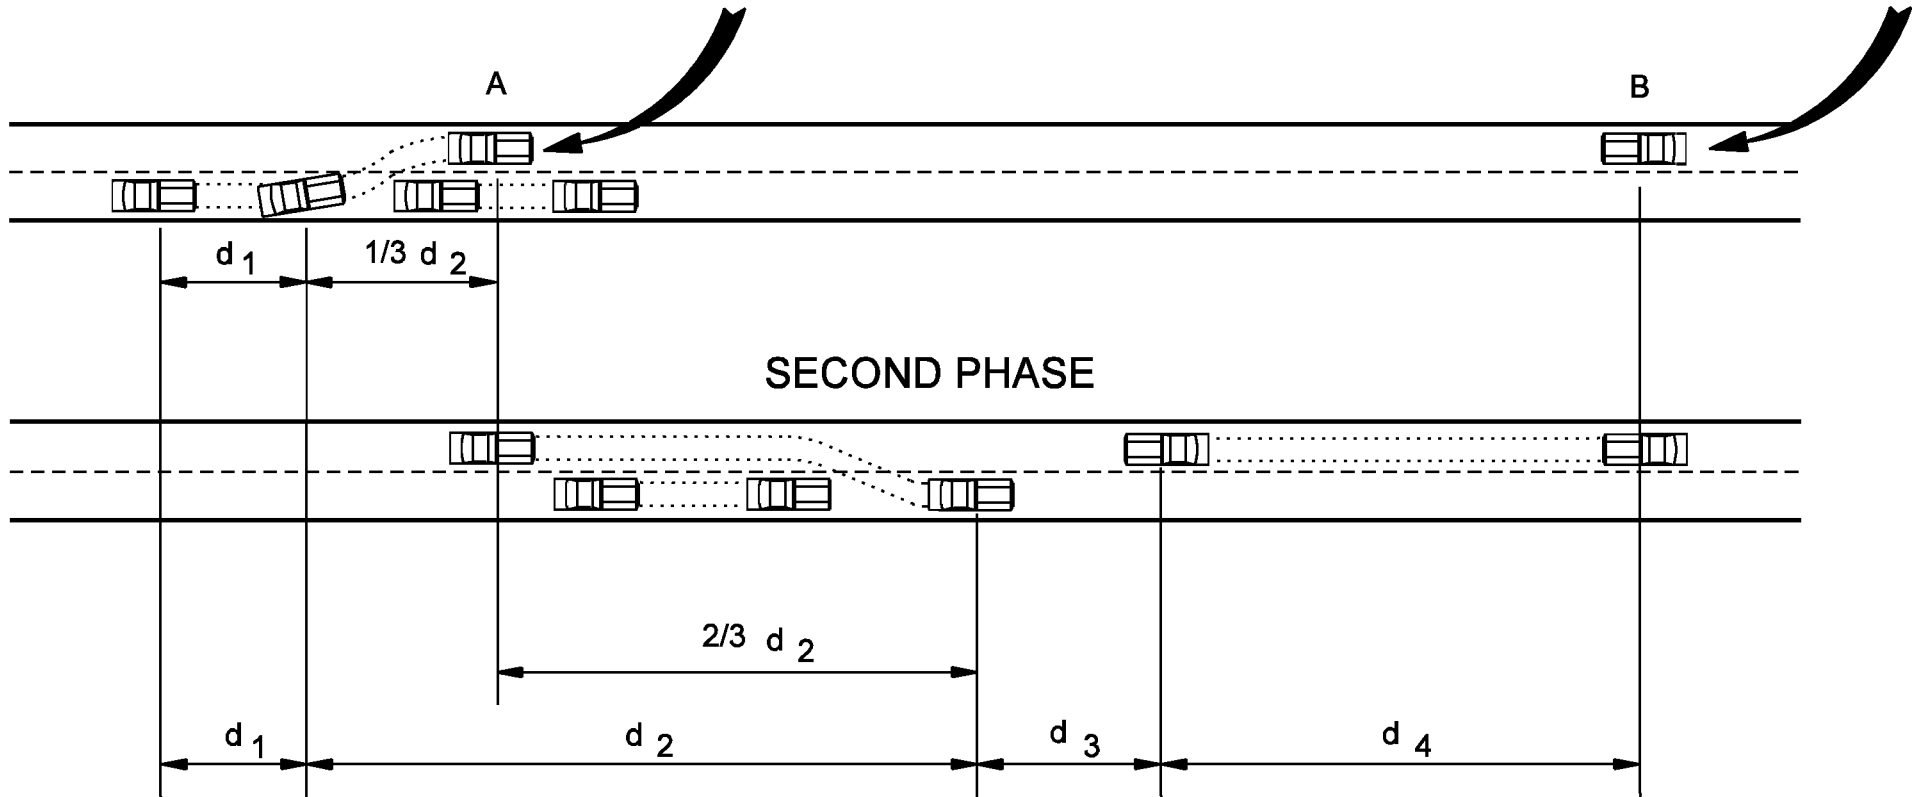 A B
d 1 1/3 d 2
SECOND PHASE
2/3 d 2
d 1 d 2 d 3 d 4